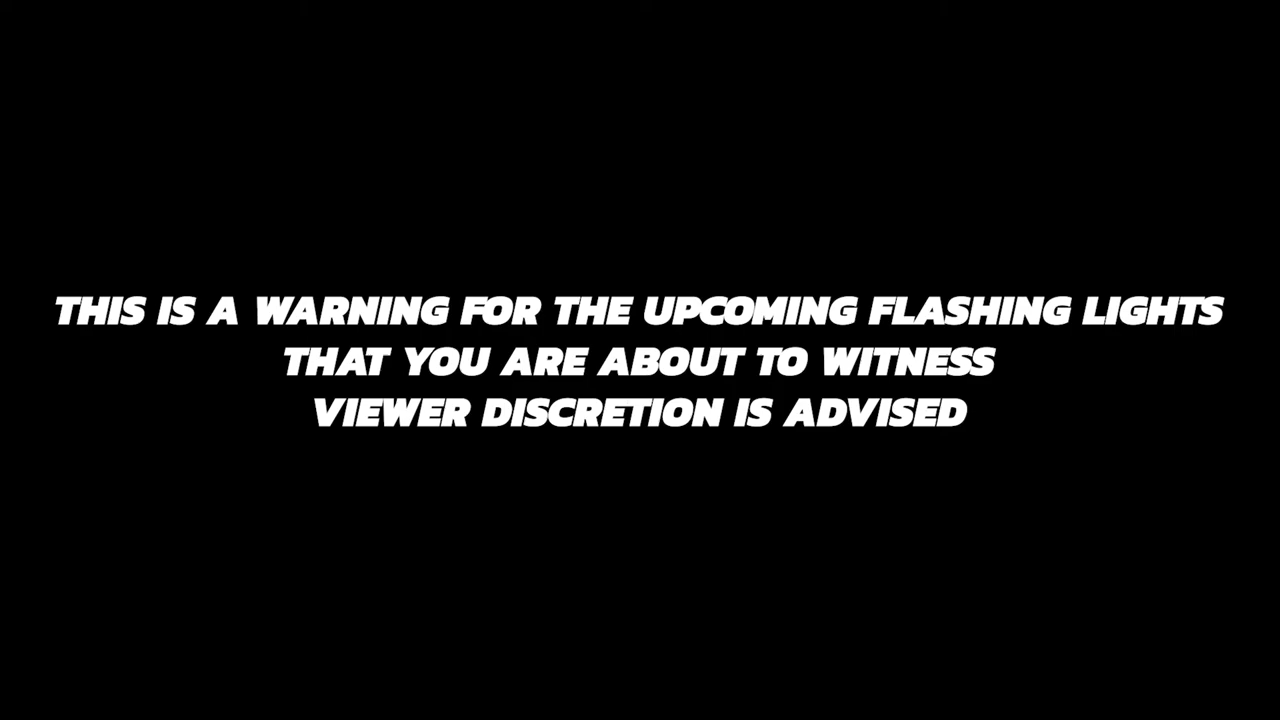 THIS IS A WARNING FOR THE UPCOMING FLASHING LIGHTS
THAT YOU ARE ABOUT TO WITNESS
VIEWER DISCRETION IS ADVISED